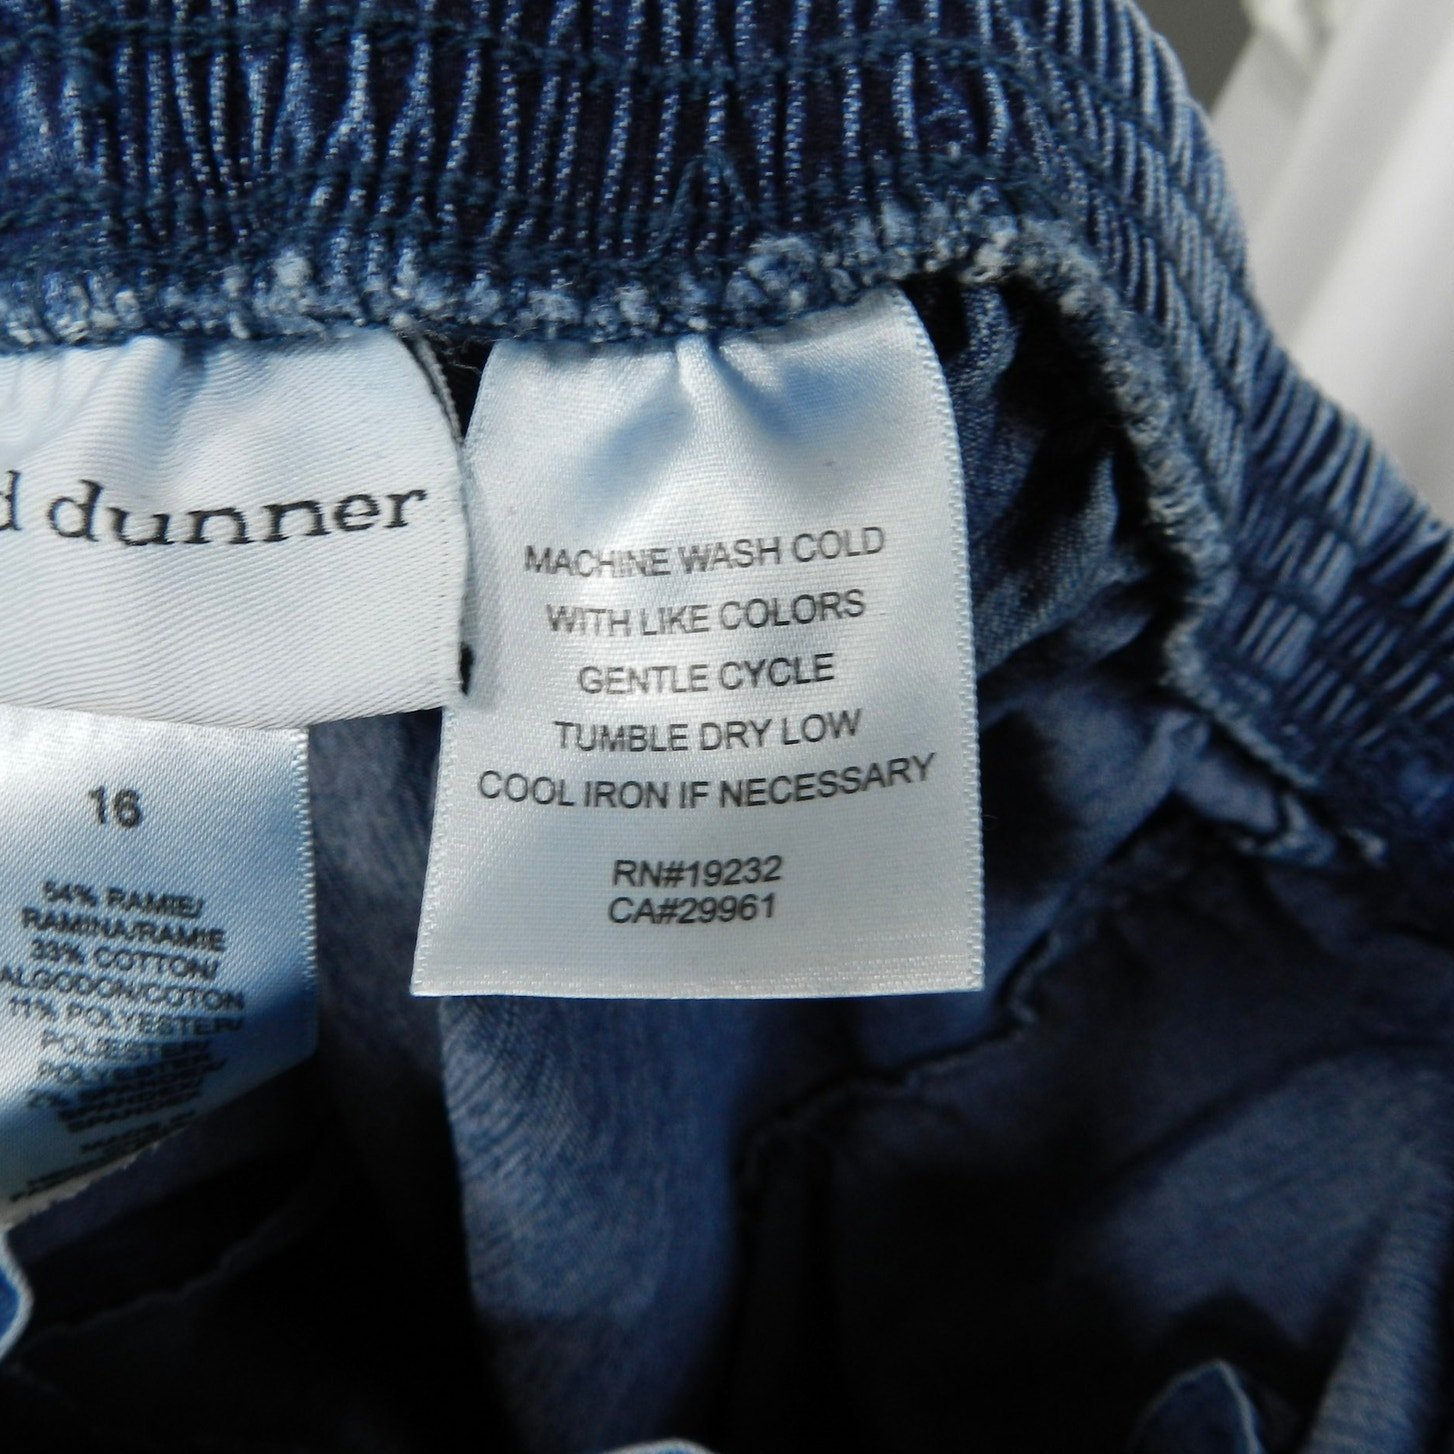 d dunner
MACHINE WASH COLD
WITH LIKE COLORS
GENTLE CYCLE
TUMBLE DRY LOW
COOL IRON IF NECESSARY
RN#19232
CA#29961
16
54% RAMIE/
RAMINA/RAMIE
33% COTTON/
ALGODON/COTON
11% POLYESTER/